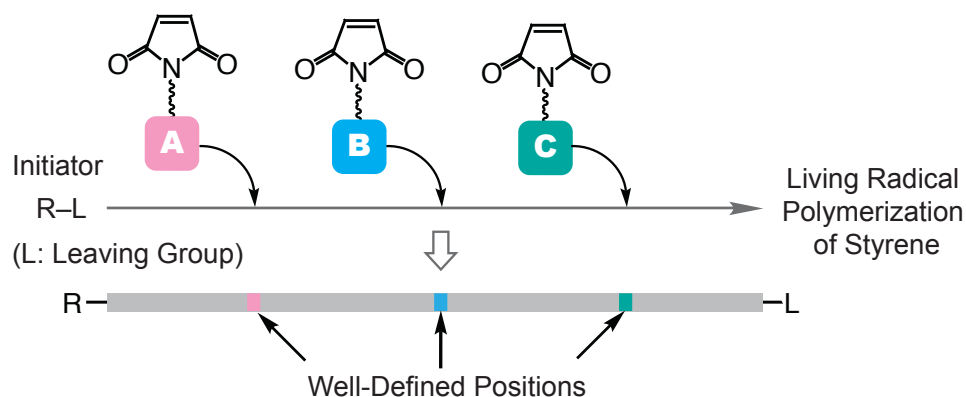 O N O
O N O
O N O
A
B
C
Initiator
R–L
(L: Leaving Group)
Living Radical
Polymerization
of Styrene
R
L
Well-Defined Positions